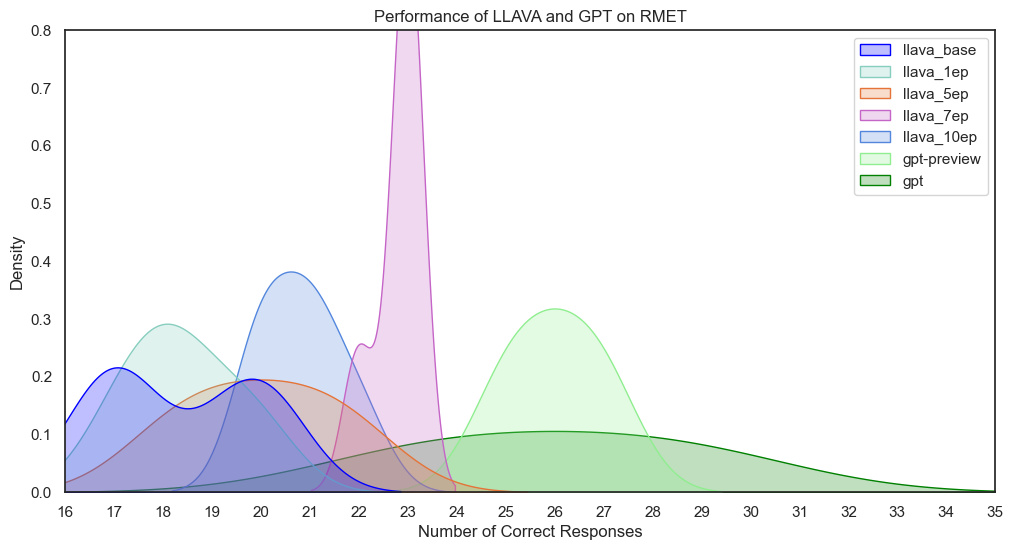 Performance of LLAVA and GPT on RMET
llava_base
llava_1ep
llava_5ep
llava_7ep
llava_10ep
gpt-preview
gpt
Density
0.8
0.7
0.6
0.5
0.4
0.3
0.2
0.1
0.0
16 17 18 19 20 21 22 23 24 25 26 27 28 29 30 31 32 33 34 35
Number of Correct Responses